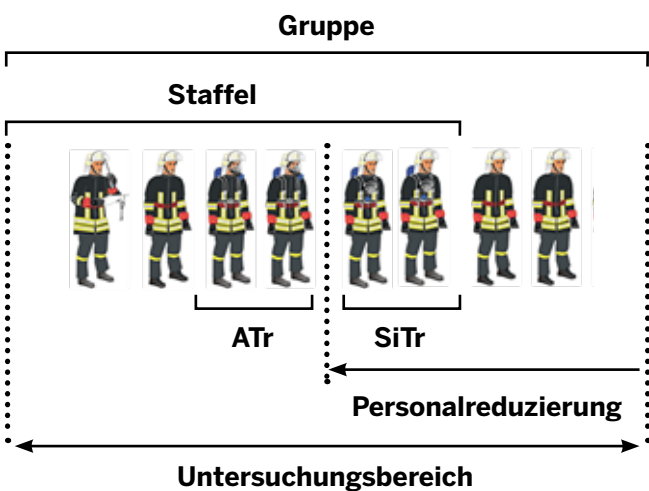 Gruppe
Staffel
ATr
SiTr
Personalreduzierung
Untersuchungsbereich